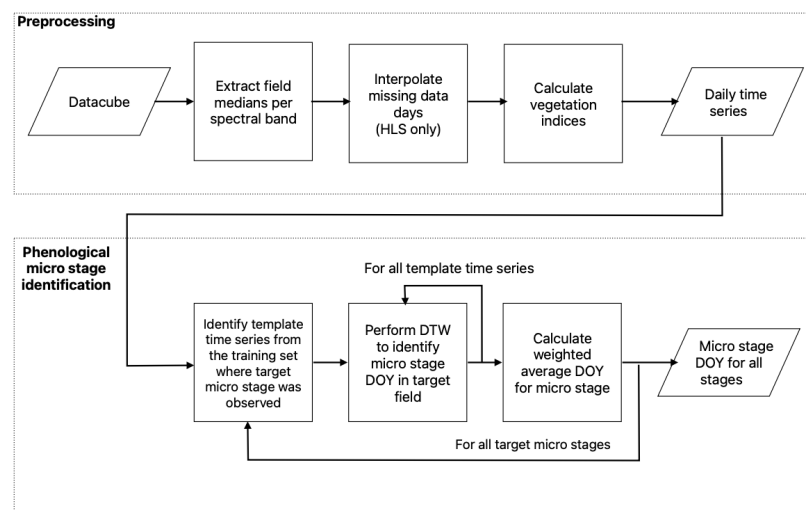 Preprocessing
Datacube
Extract field
medians per
spectral band
Interpolate
missing data
days
(HLS only)
Calculate
vegetation
indices
Daily time
series
Phenological
micro stage
identification
For all template time series
Identify template
time series from
the training set
where target
micro stage was
observed
Perform DTW
to identify
micro stage
DOY in target
field
Calculate
weighted
average DOY
for micro stage
Micro stage
DOY for all
stages
For all target micro stages